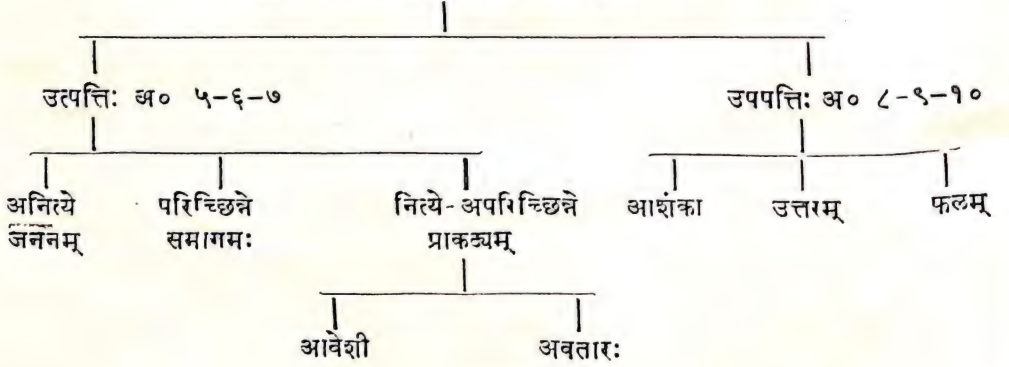 उत्पत्तिः अ० ५-६-७ उपपत्तिः अ० ८-९-१०
अनित्ये परिच्छिन्ने नित्ये-अपरिच्छिन्ने आशंका उत्तरम् फलम्
जननम् समागमः प्राकट्यम्
आवेशी अवतारः